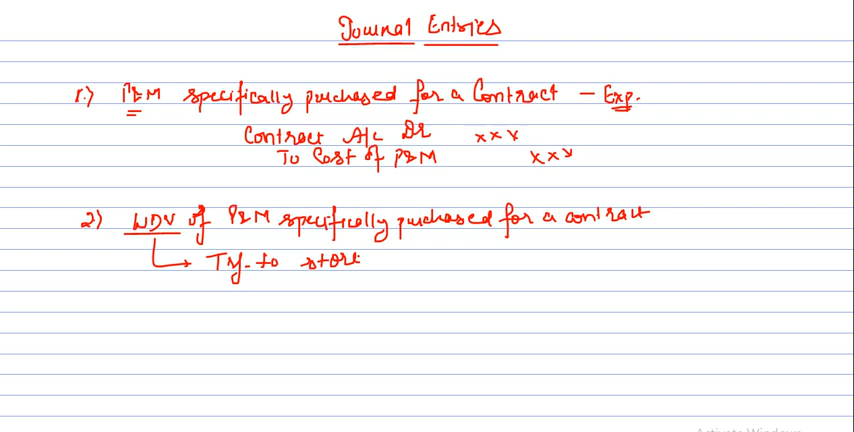 Journal Entries
1.) P&M specifically purchased for a Contract - Exp.
Contract A/c Dr xxx
To Cost of P&M xxx
2) WDV of P&M specifically purchased for a contract
→ Trf. to store